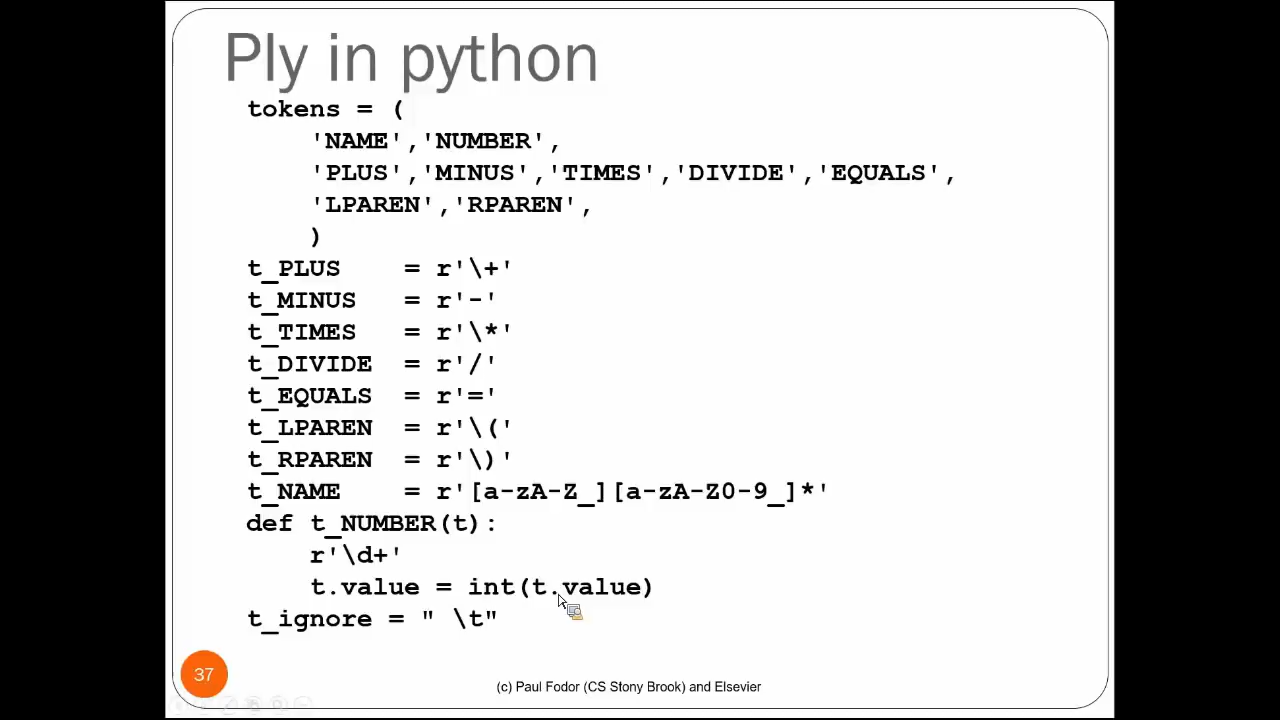 Ply in python
tokens = (
    'NAME','NUMBER',
    'PLUS','MINUS','TIMES','DIVIDE','EQUALS',
    'LPAREN','RPAREN',
    )
t_PLUS    = r'\+'
t_MINUS   = r'-'
t_TIMES   = r'\*'
t_DIVIDE  = r'/'
t_EQUALS  = r'='
t_LPAREN  = r'\('
t_RPAREN  = r'\)'
t_NAME    = r'[a-zA-Z_][a-zA-Z0-9_]*'
def t_NUMBER(t):
    r'\d+'
    t.value = int(t.value)
t_ignore = " \t"
37
(c) Paul Fodor (CS Stony Brook) and Elsevier